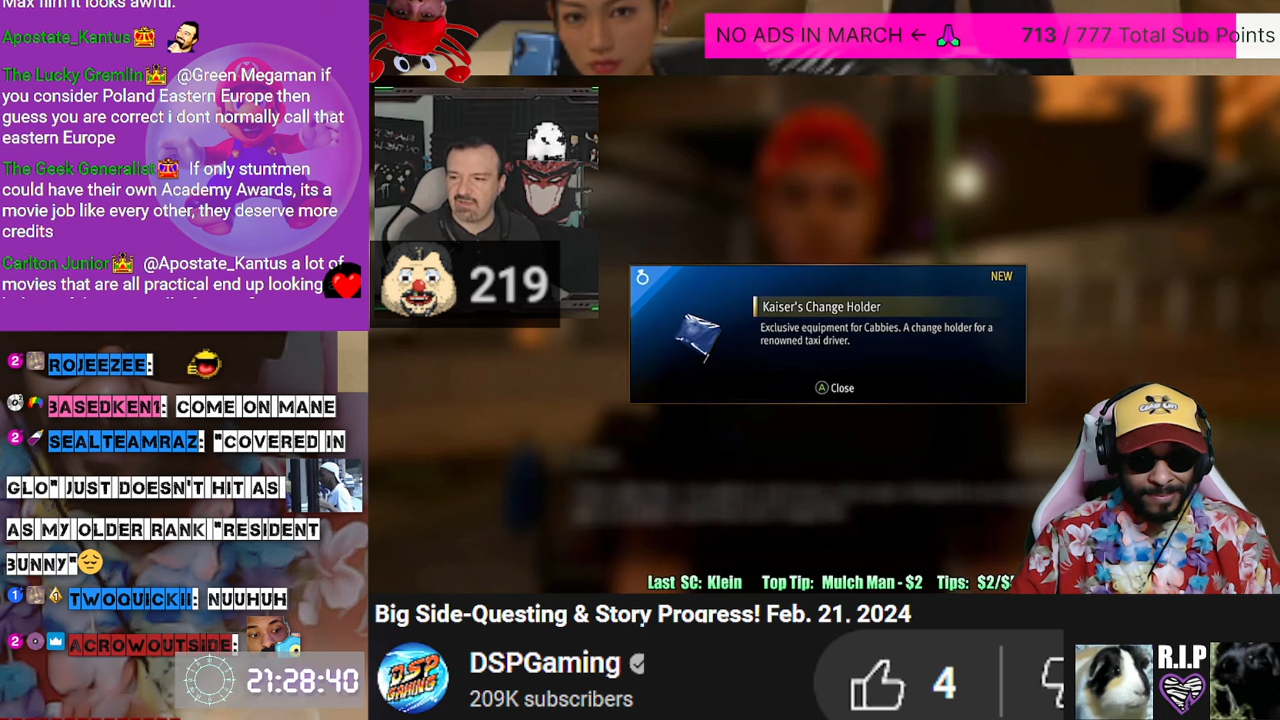 Max film it looks awful.
Apostate_Kantus
The Lucky Gremlin @Green Megaman if
you consider Poland Eastern Europe then
guess you are correct i dont normally call that
eastern Europe
The Geek Generalist If only stuntmen
could have their own Academy Awards, its a
movie job like every other, they deserve more
credits
Carlton Junior @Apostate_Kantus a lot of
movies that are all practical end up looking
2 ROJEEZEE:
BASEDKEN1: COME ON MANE
2 SEALTEAMRAZ: "COVERED IN
GLO" JUST DOESN'T HIT AS
AS MY OLDER RANK "RESIDENT
BUNNY"
1 TWOQUICKII: NUUHUH
2 ACROWOUTSIDE:
21:28:40
NO ADS IN MARCH ← 713 / 777 Total Sub Points
219
NEW
Kaiser's Change Holder
Exclusive equipment for Cabbies. A change holder for a
renowned taxi driver.
A Close
Last SC: Klein Top Tip: Mulch Man - $2 Tips: $2/$
Big Side-Questing & Story Progress! Feb. 21. 2024
DSP GAMING
DSPGaming
209K subscribers
4
R.I.P